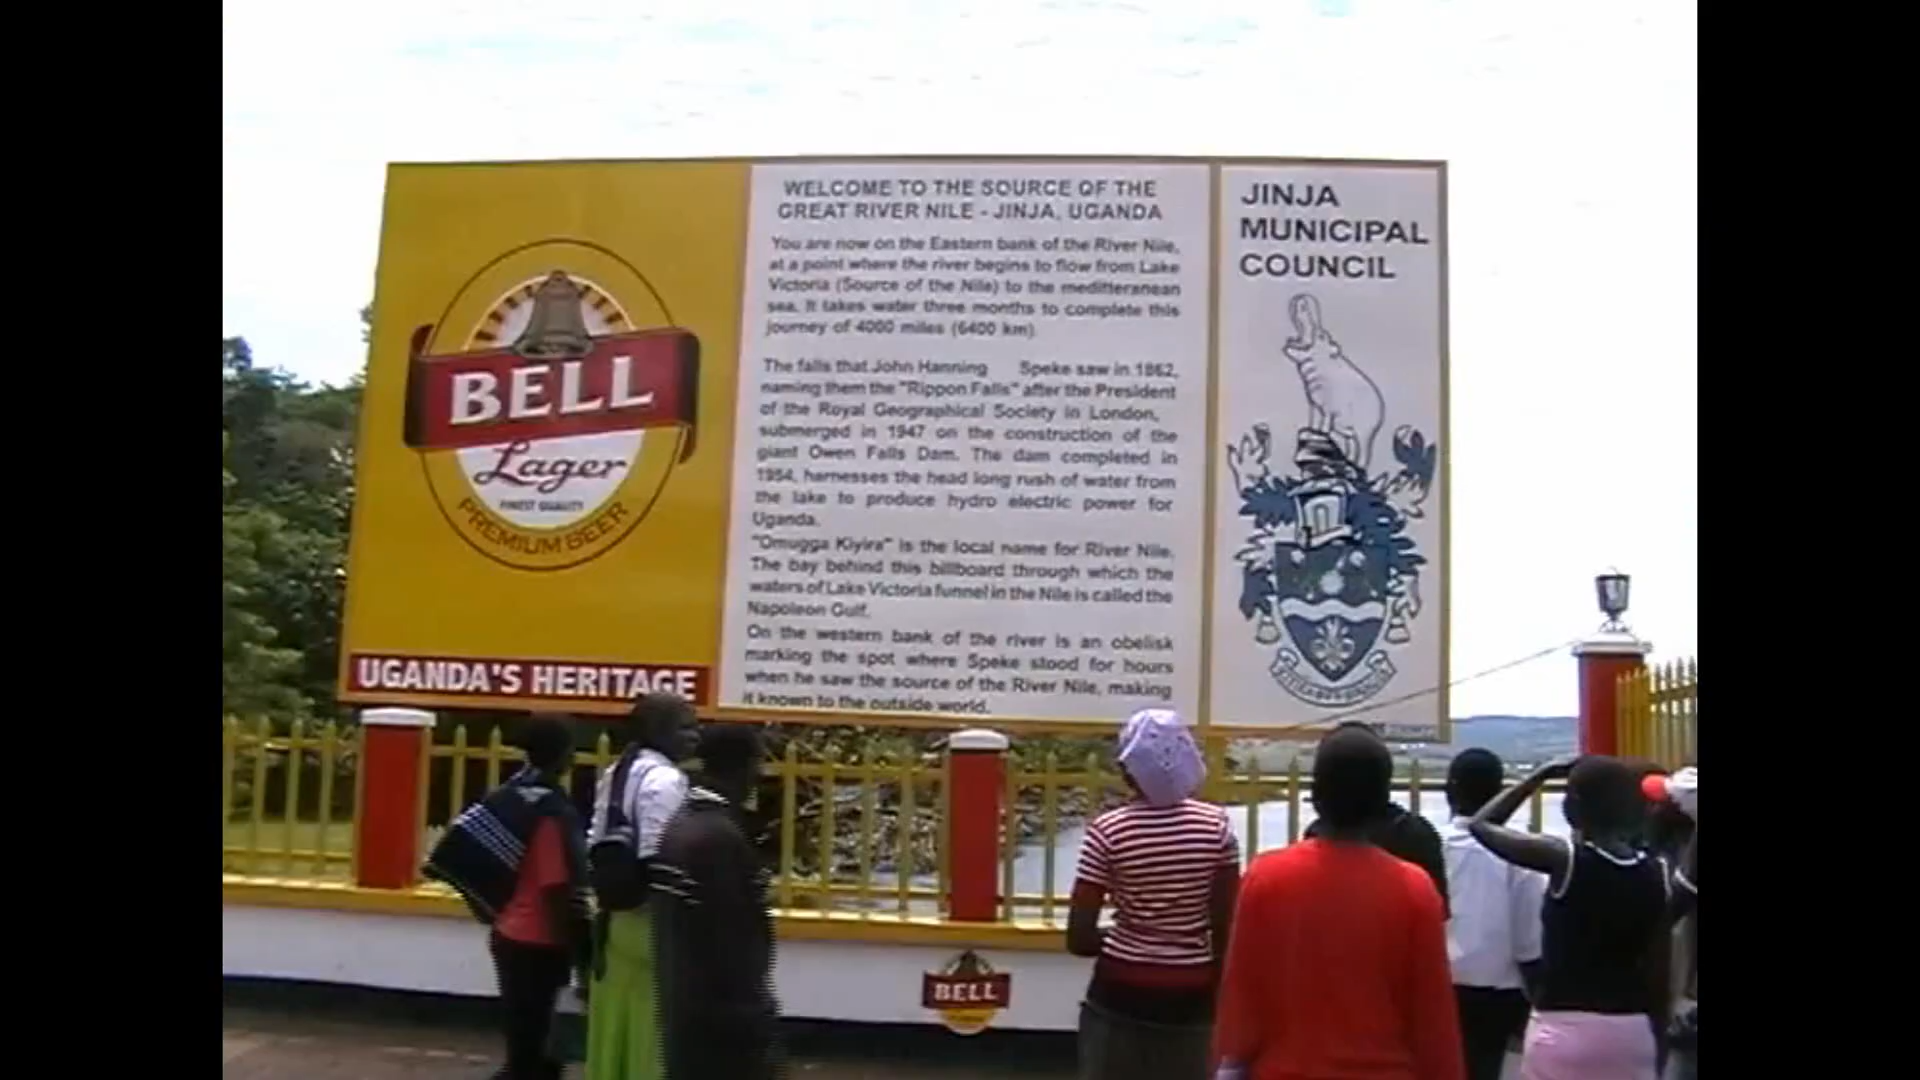 BELL
Lager
FINEST QUALITY
PREMIUM BEER
UGANDA'S HERITAGE
WELCOME TO THE SOURCE OF THE
GREAT RIVER NILE - JINJA, UGANDA
You are now on the Eastern bank of the River Nile,
at a point where the river begins to flow from Lake
Victoria (Source of the Nile) to the meditteranean
sea. It takes water three months to complete this
journey of 4000 miles (6400 km)
The falls that John Hanning Speke saw in 1862,
naming them the "Rippon Falls" after the President
of the Royal Geographical Society in London,
submerged in 1947 on the construction of the
giant Owen Falls Dam. The dam completed in
1954, harnesses the head long rush of water from
the lake to produce hydro electric power for
Uganda.
"Omugga Kiyira" is the local name for River Nile.
The bay behind this billboard through which the
waters of Lake Victoria funnel in the Nile is called the
Napoleon Gulf.
On the western bank of the river is an obelisk
marking the spot where Speke stood for hours
when he saw the source of the River Nile, making
it known to the outside world.
JINJA
MUNICIPAL
COUNCIL
BELL